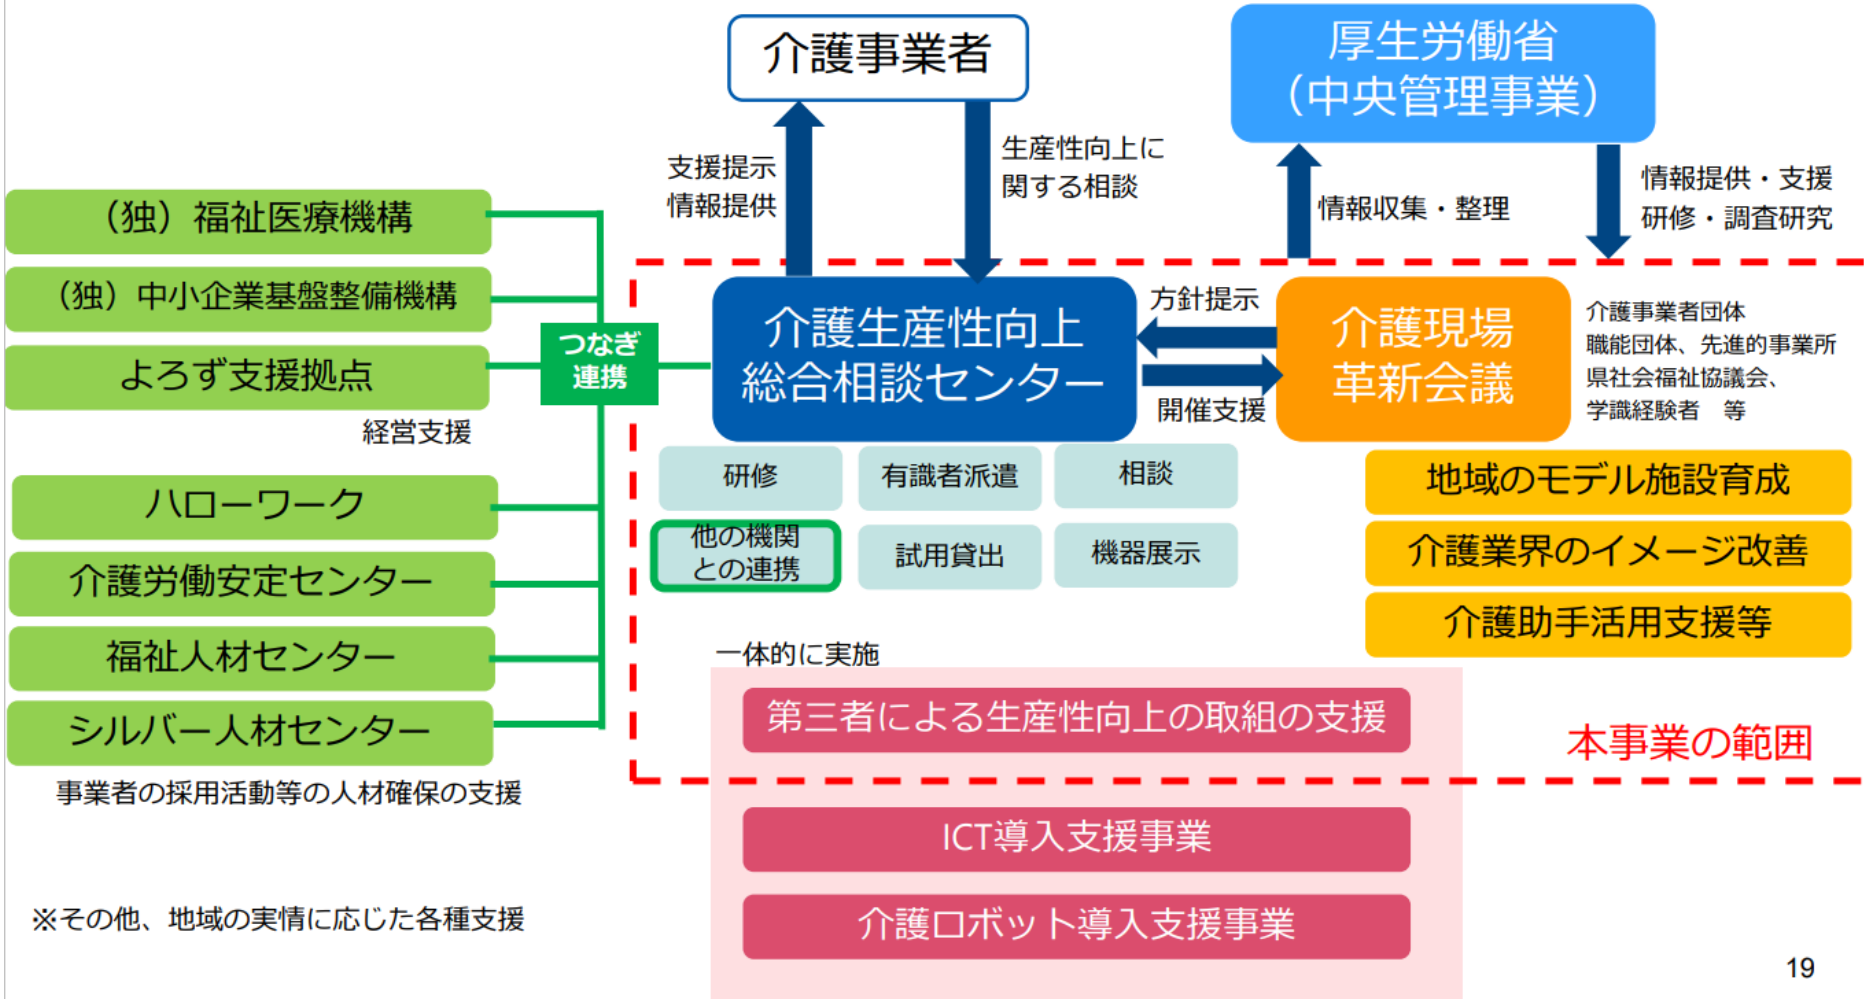 介護事業者
厚生労働省
（中央管理事業）
支援提示
情報提供
生産性向上に
関する相談
情報収集・整理
情報提供・支援
研修・調査研究
（独）福祉医療機構
（独）中小企業基盤整備機構
よろず支援拠点
経営支援
つなぎ
連携
介護生産性向上
総合相談センター
方針提示
開催支援
介護現場
革新会議
介護事業者団体
職能団体、先進的事業所
県社会福祉協議会、
学識経験者　等
研修
有識者派遣
相談
他の機関
との連携
試用貸出
機器展示
地域のモデル施設育成
介護業界のイメージ改善
介護助手活用支援等
ハローワーク
介護労働安定センター
福祉人材センター
シルバー人材センター
事業者の採用活動等の人材確保の支援
一体的に実施
第三者による生産性向上の取組の支援
本事業の範囲
ICT導入支援事業
介護ロボット導入支援事業
※その他、地域の実情に応じた各種支援
19